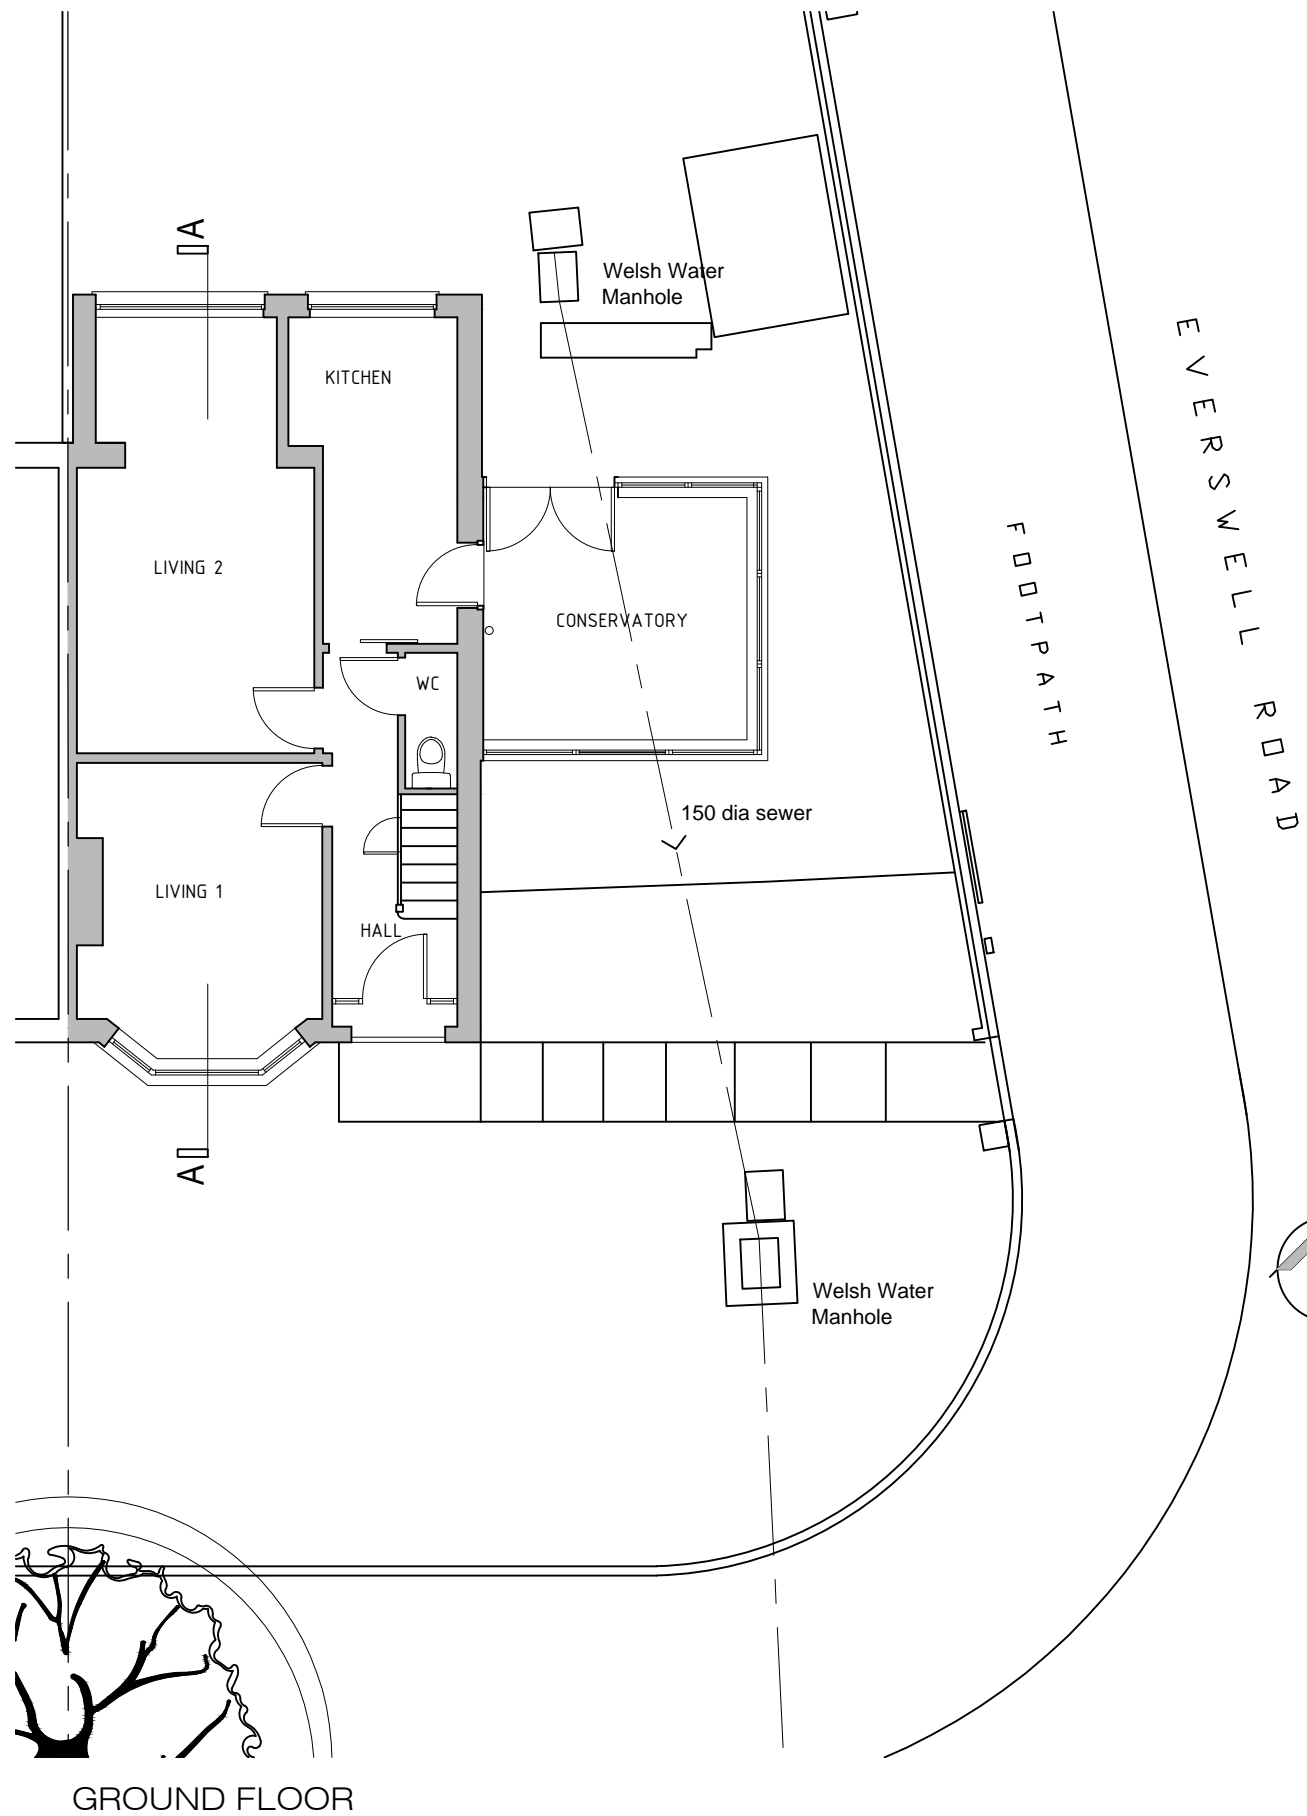 A
Welsh Water
Manhole
KITCHEN
EVERSWELL ROAD
FOOTPATH
LIVING 2
CONSERVATORY
WC
150 dia sewer
LIVING 1
HALL
A
Welsh Water
Manhole
GROUND FLOOR